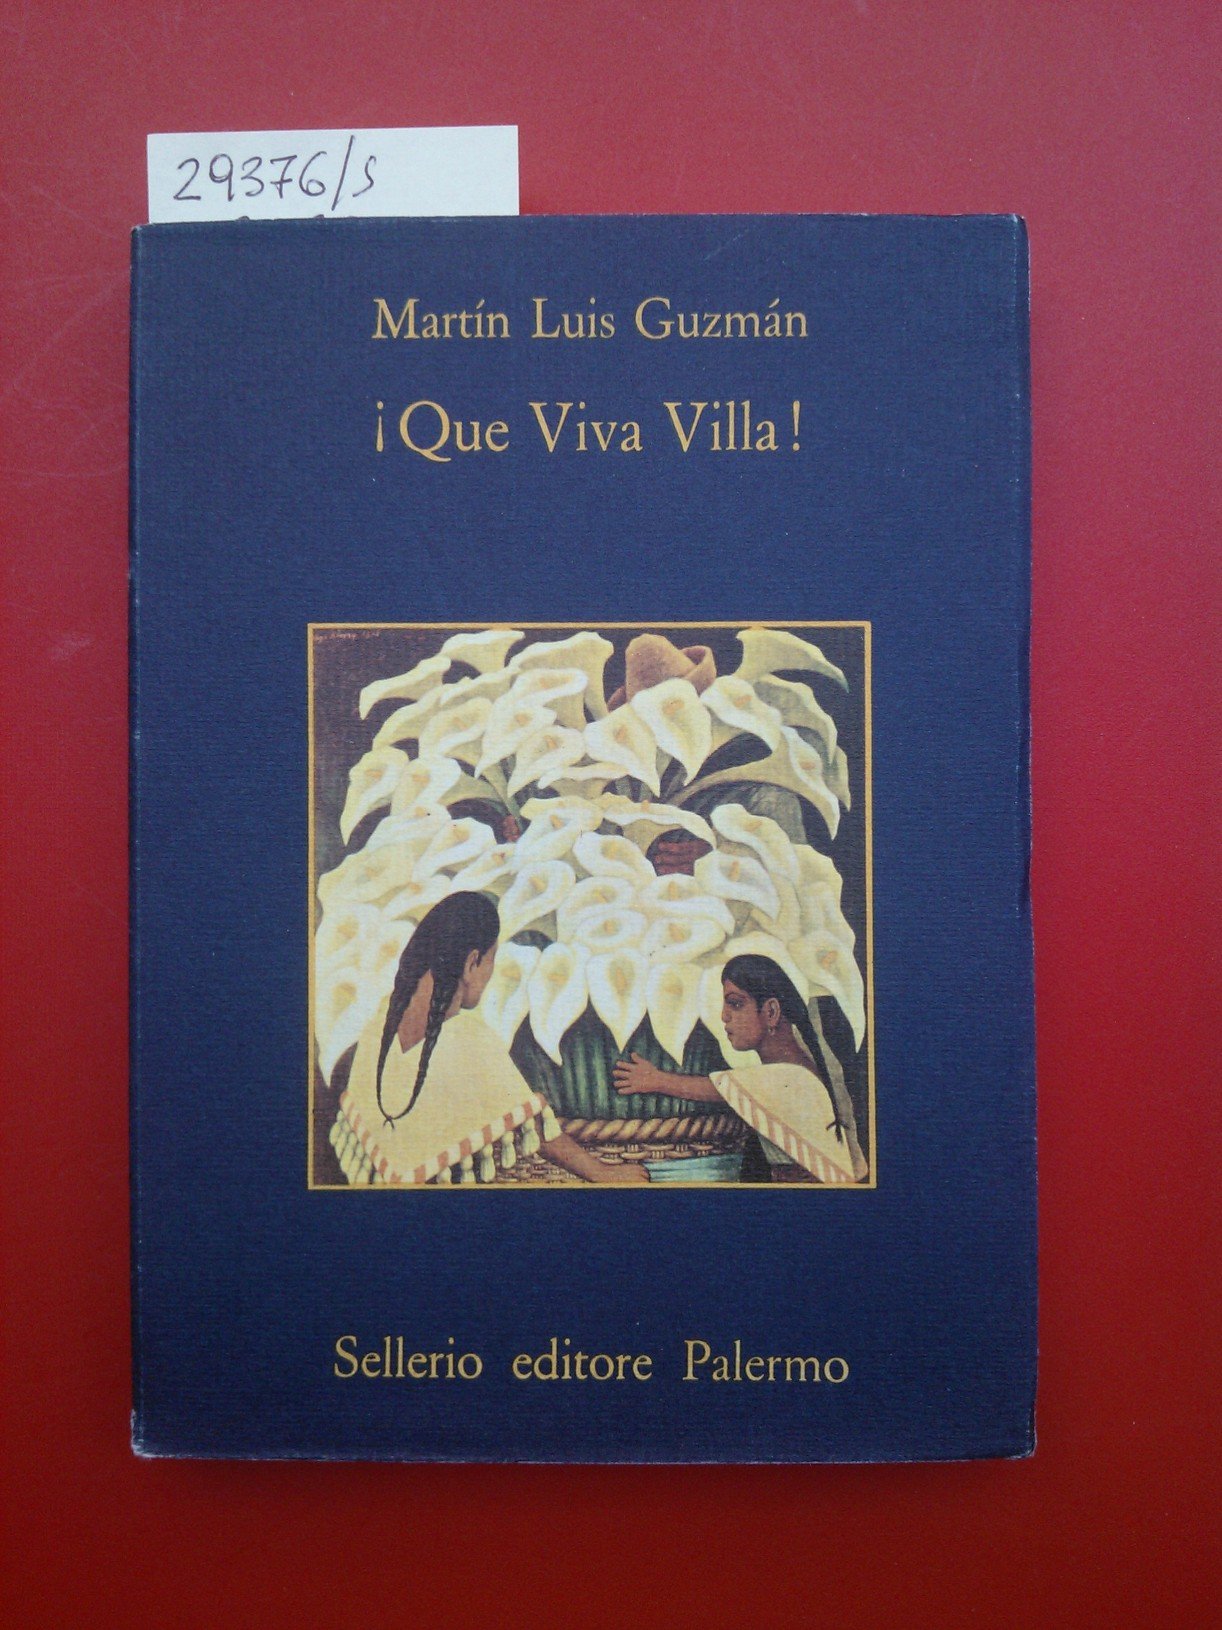 29376/s
Martín Luis Guzmán
¡Que Viva Villa!
Sellerio editore Palermo